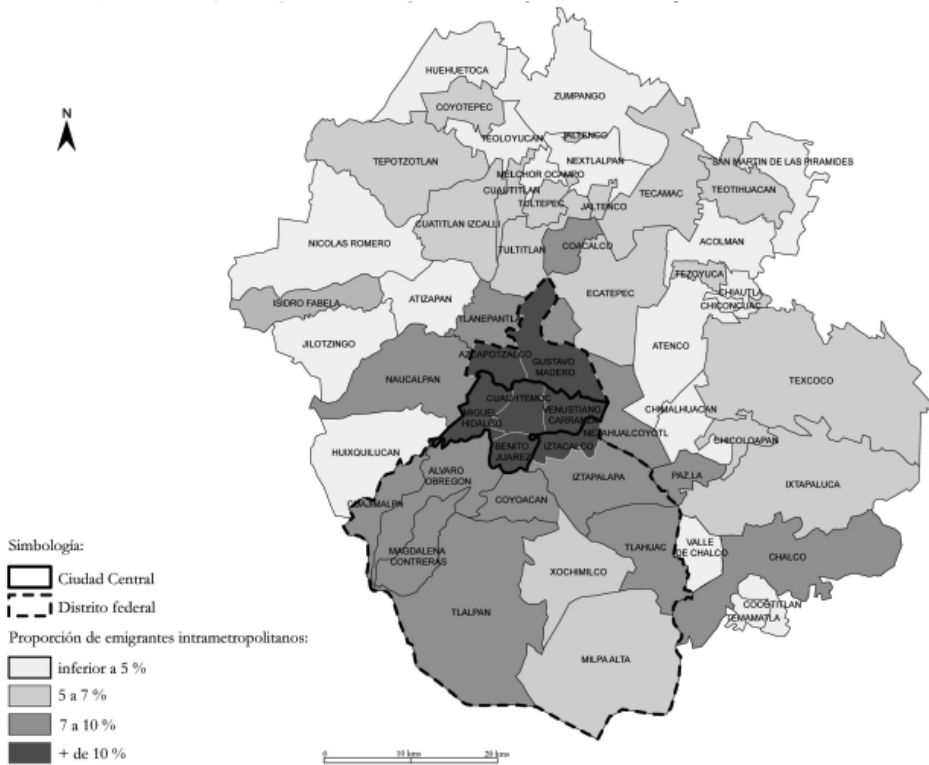 N
HUEHUETOCA
ZUMPANGO
COYOTEPEC
TEOLOYUCAN
JALTENCO
NEXTLALPAN
SAN MARTIN DE LAS PIRAMIDES
TEPOTZOTLAN
MELCHOR OCAMPO
CUAUTITLAN
TECAMAC
TEOTIHUACAN
TULTEPEC
JALTENCO
CUATITLAN IZCALLI
NICOLAS ROMERO
TULTITLAN
COACALCO
ACOLMAN
TEZOYUCA
ECATEPEC
CHIAUTLA
ISIDRO FABELA
ATIZAPAN
CHICONCUAC
TLANEPANTLA
JILOTZINGO
ATENCO
AZCAPOTZALCO
GUSTAVO
MADERO
NAUCALPAN
TEXCOCO
CUAUHTEMOC
MIGUEL
HIDALGO
VENUSTIANO
CARRANZA
CHIMALHUACAN
NEZAHUALCOYOTL
CHICOLOAPAN
HUIXQUILUCAN
BENITO
JUAREZ
IZTACALCO
ALVARO
OBREGON
IZTAPALAPA
PAZ,LA
IXTAPALUCA
COYOACAN
CUAJIMALPA
Simbología:
Ciudad Central
Distrito federal
Proporción de emigrantes intrametropolitanos:
inferior a 5 %
5 a 7 %
7 a 10 %
+ de 10 %
MAGDALENA
CONTRERAS
TLAHUAC
VALLE
DE CHALCO
CHALCO
XOCHIMILCO
COCOTITLAN
TEMAMATLA
TLALPAN
MILPA ALTA
0 10 kms 20 kms